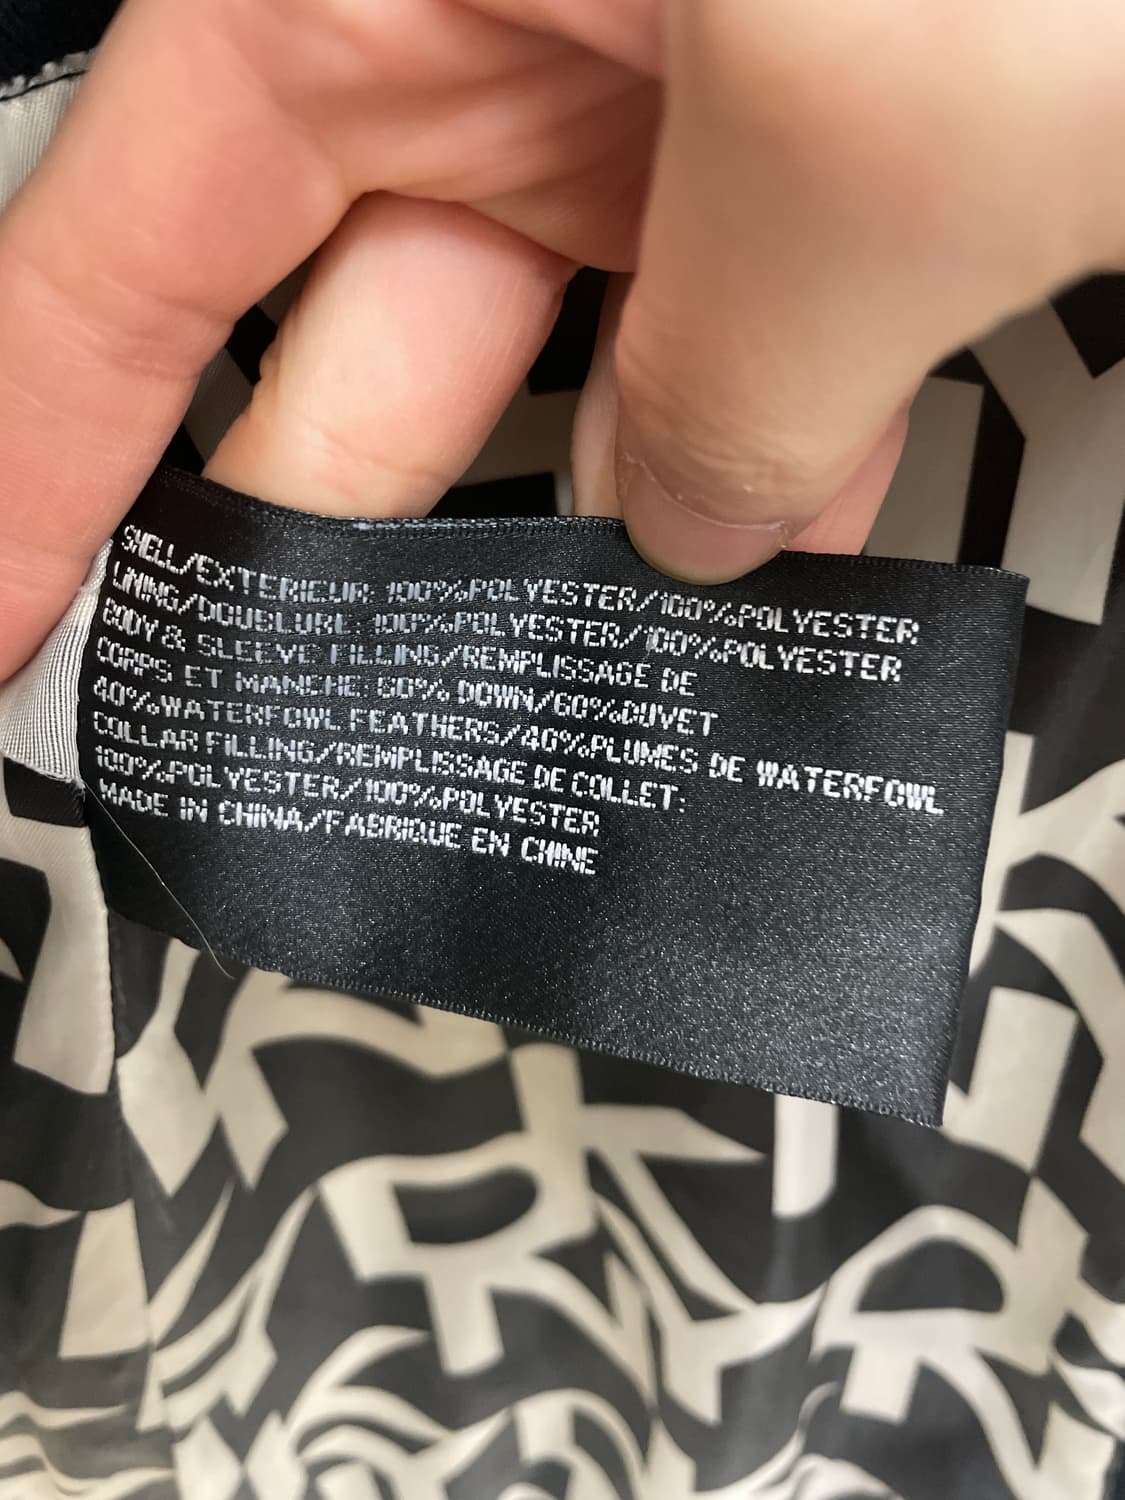 SHELL/EXTERIEUR: 100%POLYESTER/100%POLYESTER
LINING/DOUBLURE: 100%POLYESTER/100%POLYESTER
BODY & SLEEVE FILLING/REMPLISSAGE DE
CORPS ET MANCHE: 60% DOWN/60%DUVET
40%WATERFOWL FEATHERS/40%PLUMES DE WATERFOWL
COLLAR FILLING/REMPLISSAGE DE COLLET:
100%POLYESTER/100%POLYESTER
MADE IN CHINA/FABRIQUE EN CHINE